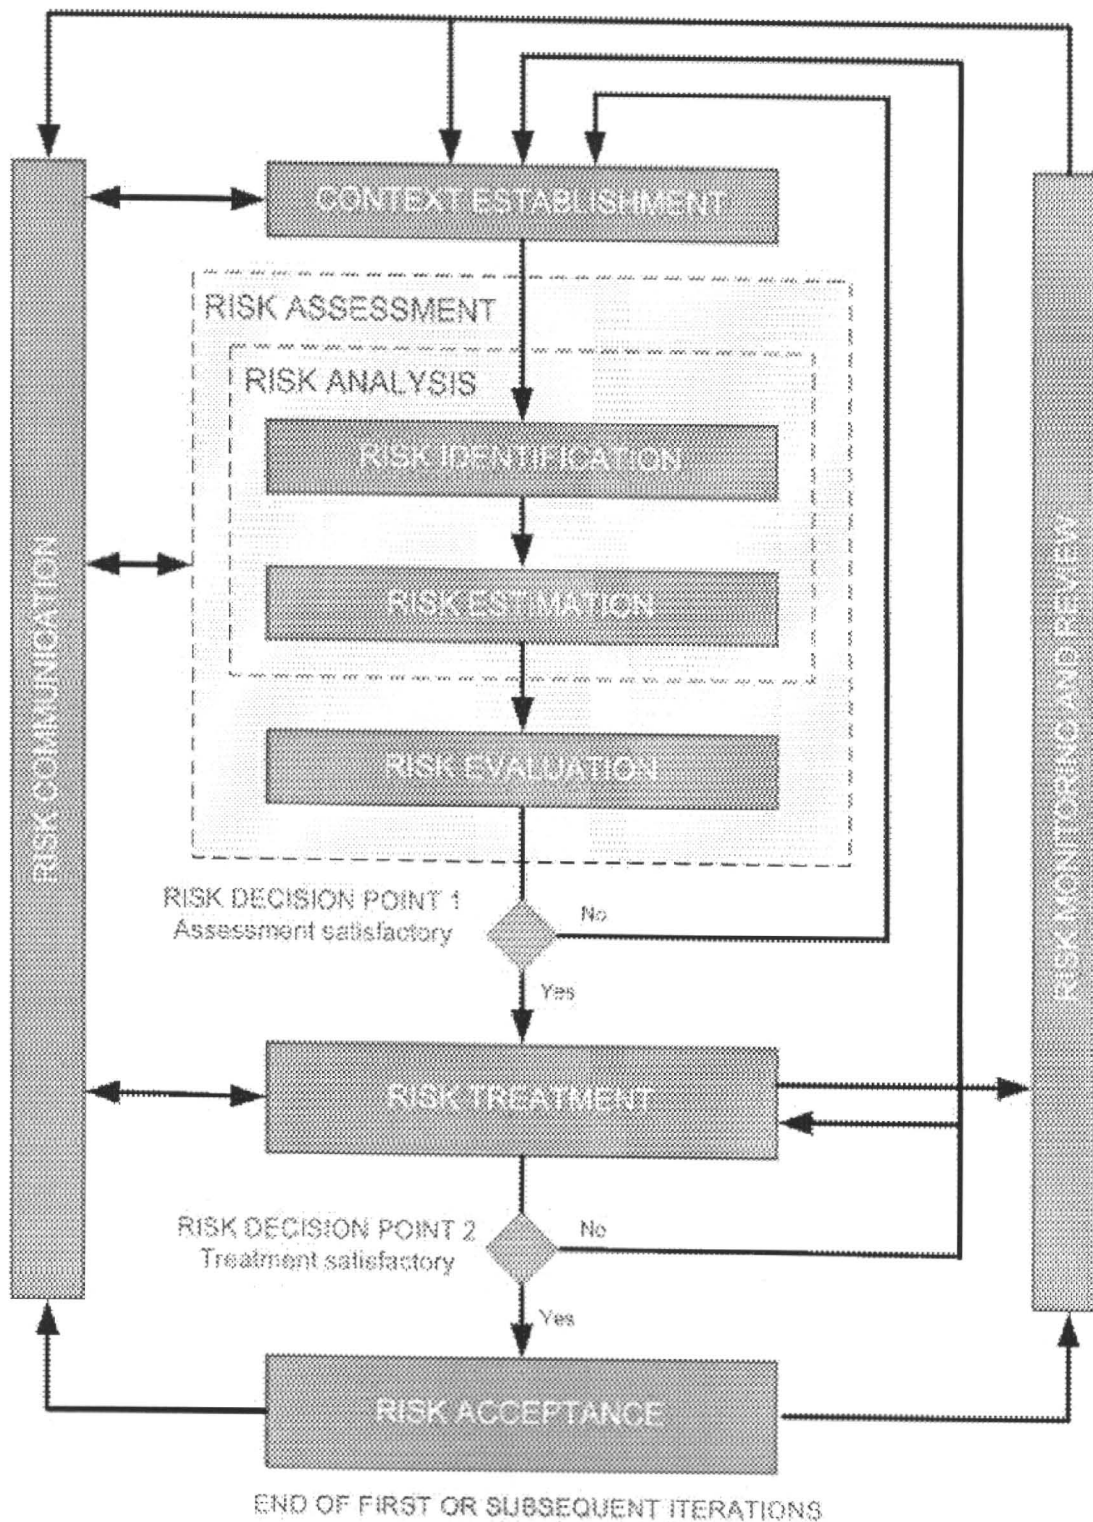 CONTEXT ESTABLISHMENT
RISK ASSESSMENT
RISK ANALYSIS
RISK IDENTIFICATION
RISK ESTIMATION
RISK COMMUNICATION
RISK MONITORING AND REVIEW
RISK EVALUATION
RISK DECISION POINT 1
Assessment satisfactory
No
Yes
RISK TREATMENT
RISK DECISION POINT 2
Treatment satisfactory
No
Yes
RISK ACCEPTANCE
END OF FIRST OR SUBSEQUENT ITERATIONS